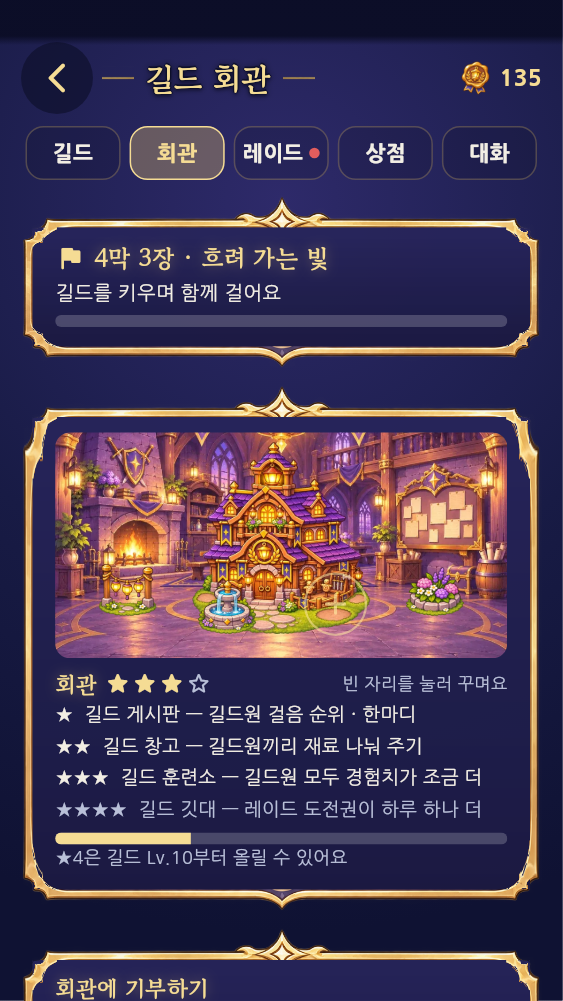 길드 회관
135
길드
회관
레이드
상점
대화
4막 3장 · 흐려 가는 빛
길드를 키우며 함께 걸어요
회관 ★★★☆
빈 자리를 눌러 꾸며요
★ 길드 게시판 — 길드원 걸음 순위 · 한마디
★★ 길드 창고 — 길드원끼리 재료 나눠 주기
★★★ 길드 훈련소 — 길드원 모두 경험치가 조금 더
★★★★ 길드 깃대 — 레이드 도전권이 하루 하나 더
★4은 길드 Lv.10부터 올릴 수 있어요
회관에 기부하기